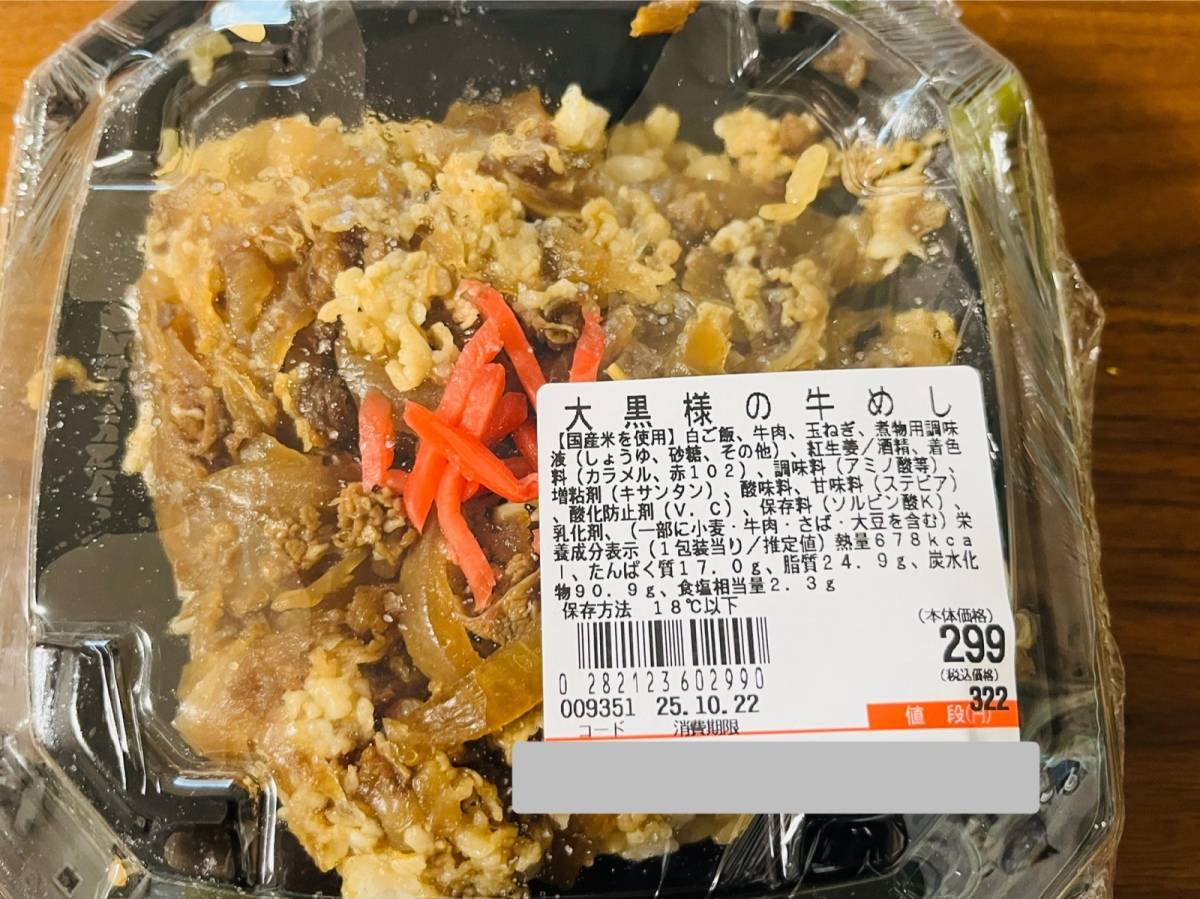 大黒様の牛めし
【国産米を使用】白ご飯、牛肉、玉ねぎ、煮物用調味
液（しょうゆ、砂糖、その他）、紅生姜／酒精、着色
料（カラメル、赤１０２）、調味料（アミノ酸等）、
増粘剤（キサンタン）、酸味料、甘味料（ステビア）
、酸化防止剤（Ｖ．Ｃ）、保存料（ソルビン酸Ｋ）、
乳化剤、（一部に小麦・牛肉・さば・大豆を含む）栄
養成分表示（１包装当り／推定値）熱量６７８ｋｃａ
ｌ、たんぱく質１７．０ｇ、脂質２４．９ｇ、炭水化
物９０．９ｇ、食塩相当量２．３ｇ
保存方法　１８℃以下
(本体価格)
299
(税込価格)
322
値段(円)
0 282123602990
009351 25.10.22
コード 消費期限